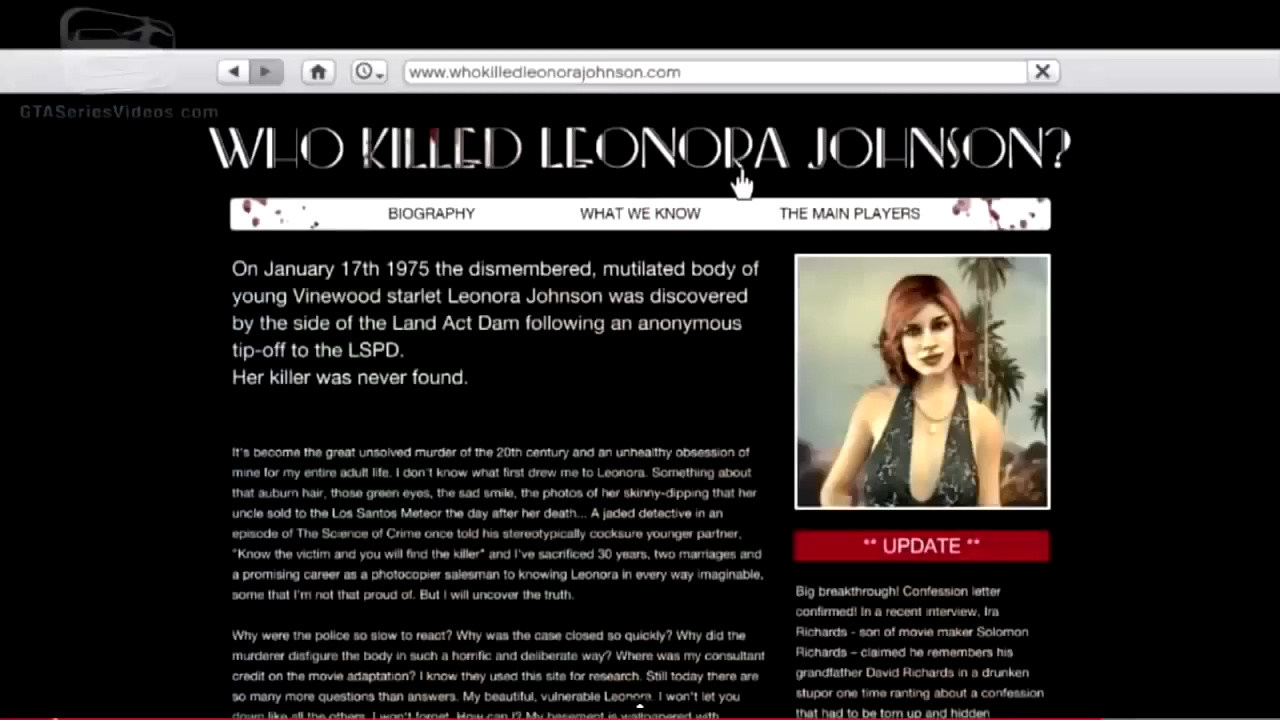 www.whokilledleonorajohnson.com
GTASeriesVideos.com
WHO KILLED LEONORA JOHNSON?
BIOGRAPHY WHAT WE KNOW THE MAIN PLAYERS
On January 17th 1975 the dismembered, mutilated body of
young Vinewood starlet Leonora Johnson was discovered
by the side of the Land Act Dam following an anonymous
tip-off to the LSPD.
Her killer was never found.
It's become the great unsolved murder of the 20th century and an unhealthy obsession of
mine for my entire adult life. I don't know what first drew me to Leonora. Something about
that auburn hair, those green eyes, the sad smile, the photos of her skinny-dipping that her
uncle sold to the Los Santos Meteor the day after her death... A jaded detective in an
episode of The Science of Crime once told his stereotypically cocksure younger partner,
"Know the victim and you will find the killer" and I've sacrificed 30 years, two marriages and
a promising career as a photocopier salesman to knowing Leonora in every way imaginable,
some that I'm not that proud of. But I will uncover the truth.
Why were the police so slow to react? Why was the case closed so quickly? Why did the
murderer disfigure the body in such a horrific and deliberate way? Where was my consultant
credit on the movie adaptation? I know they used this site for research. Still today there are
so many more questions than answers. My beautiful, vulnerable Leonora. I won't let you
down like all the others. I won't forget. How can I? My basement is wallpapered with
** UPDATE **
Big breakthrough! Confession letter
confirmed! In a recent interview, Ira
Richards - son of movie maker Solomon
Richards – claimed he remembers his
grandfather David Richards in a drunken
stupor one time ranting about a confession
that had to be torn up and hidden